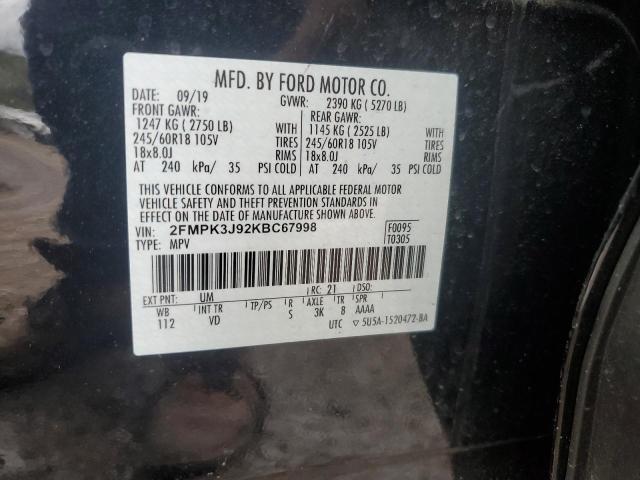 MFD. BY FORD MOTOR CO.
DATE: 09/19 GVWR: 2390 KG ( 5270 LB)
FRONT GAWR: REAR GAWR:
1247 KG ( 2750 LB) WITH 1145 KG ( 2525 LB) WITH
245/60R18 105V TIRES 245/60R18 105V TIRES
18x8.0J RIMS 18x8.0J RIMS
AT 240 kPa/ 35 PSI COLD AT 240 kPa/ 35 PSI COLD
THIS VEHICLE CONFORMS TO ALL APPLICABLE FEDERAL MOTOR
VEHICLE SAFETY AND THEFT PREVENTION STANDARDS IN
EFFECT ON THE DATE OF MANUFACTURE SHOWN ABOVE.
VIN: 2FMPK3J92KBC67998 F0095
TYPE: MPV T0305
EXT PNT: UM RC: 21 DSO:
WB INT TR TP/PS R AXLE TR SPR
112 VD S 3K 8 AAAA
UTC ▽ 5U5A-1520472-BA